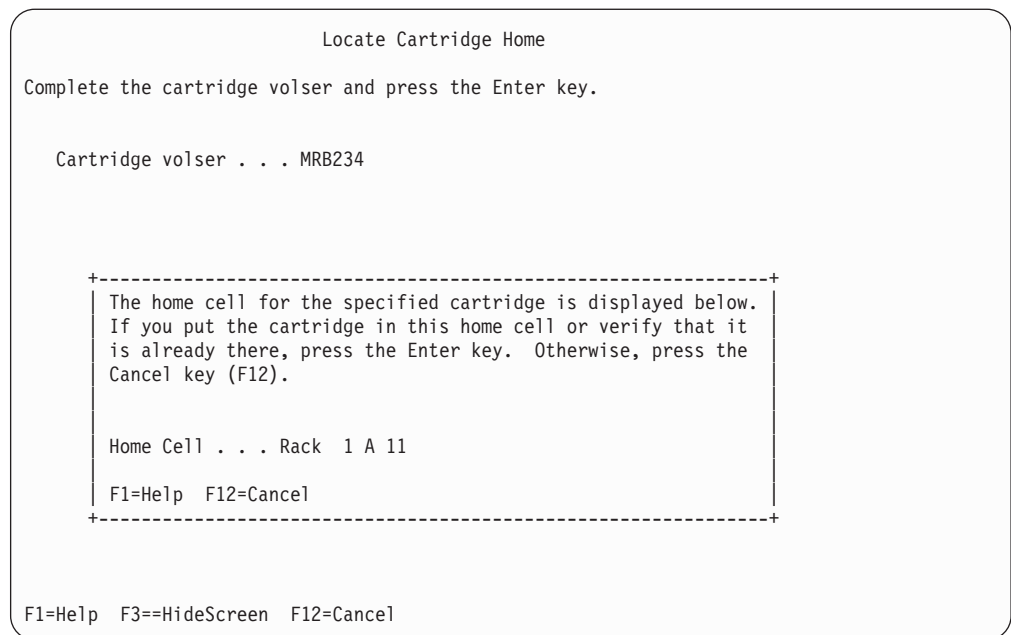 Locate Cartridge Home
Complete the cartridge volser and press the Enter key.
Cartridge volser . . . MRB234
+---------------------------------------------------------------+
The home cell for the specified cartridge is displayed below.
If you put the cartridge in this home cell or verify that it
is already there, press the Enter key. Otherwise, press the
Cancel key (F12).
Home Cell . . . Rack 1 A 11
F1=Help F12=Cancel
+---------------------------------------------------------------+
F1=Help F3==HideScreen F12=Cancel